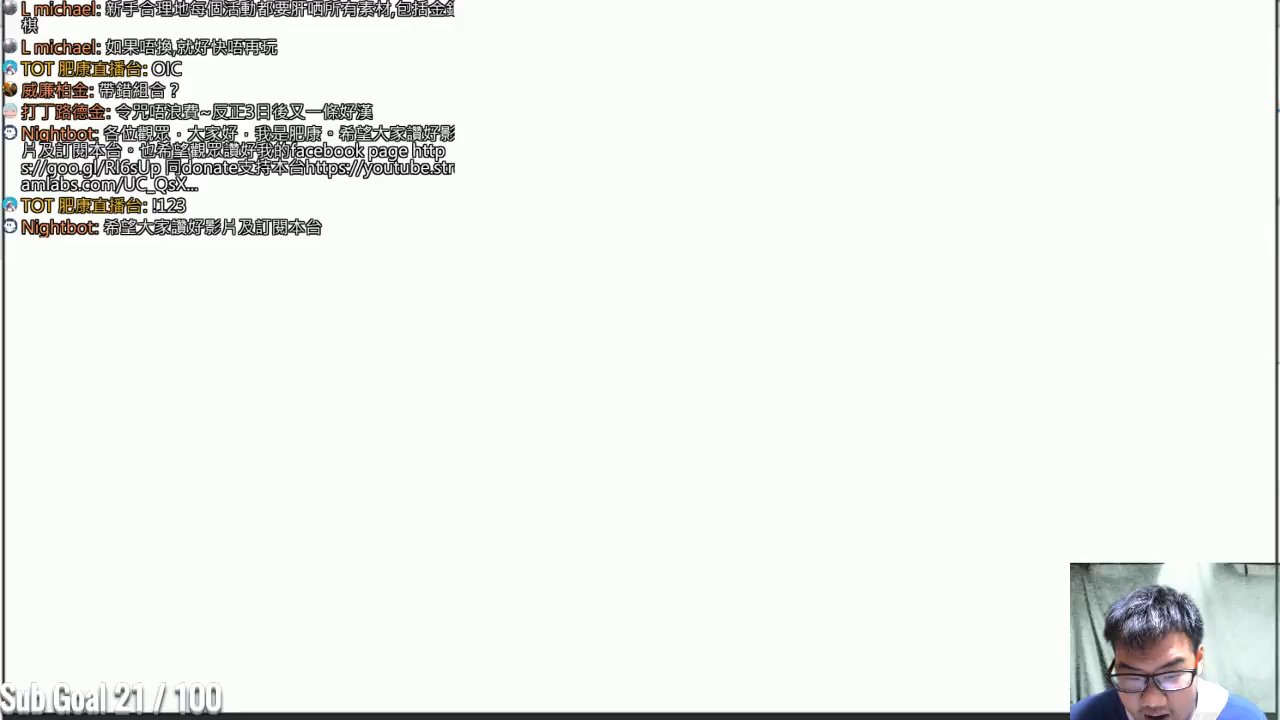 L michael: 新手合理地每個活動都要肝哂所有素材,包括金
棋
L michael: 如果唔換,就好快唔再玩
TOT 肥康直播台: OIC
威廉柏金: 帶錯組合？
打丁路德金: 令咒唔浪費~反正3日後又一條好漢
Nightbot: 各位觀眾，大家好，我是肥康。希望大家讚好影
片及訂閱本台。也希望觀眾讚好我的facebook page http
s://goo.gl/Rl6sUp 同donate支持本台https://youtube.str
amlabs.com/UC_QsX...
TOT 肥康直播台: !123
Nightbot: 希望大家讚好影片及訂閱本台
Sub Goal 21 / 100